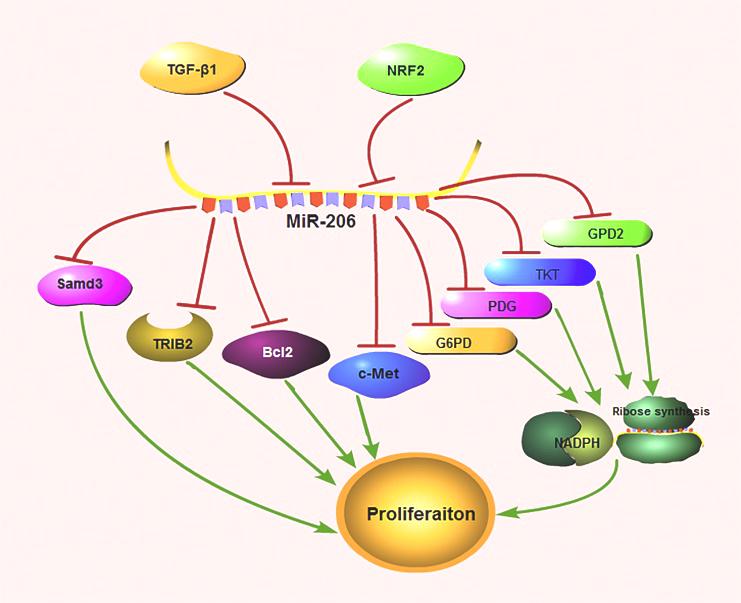 TGF-β1
NRF2
MiR-206
GPD2
Samd3
TKT
PDG
TRIB2
G6PD
Bcl2
c-Met
Ribose synthesis
NADPH
Proliferaiton